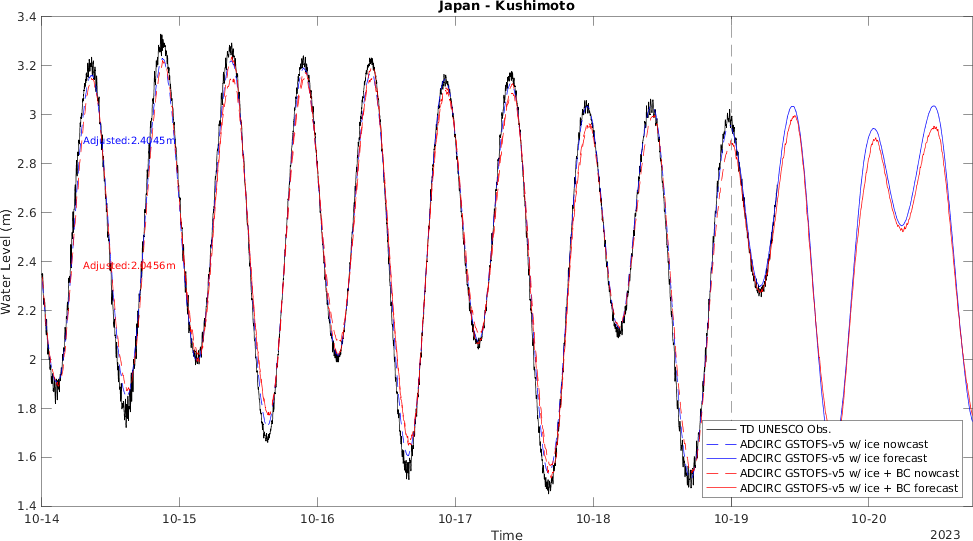 Japan - Kushimoto
Water Level (m)
3.4
3.2
3
2.8
2.6
2.4
2.2
2
1.8
1.6
1.4
Adjusted:2.4045m
Adjusted:2.0456m
TD UNESCO Obs.
ADCIRC GSTOFS-v5 w/ ice nowcast
ADCIRC GSTOFS-v5 w/ ice forecast
ADCIRC GSTOFS-v5 w/ ice + BC nowcast
ADCIRC GSTOFS-v5 w/ ice + BC forecast
10-14 10-15 10-16 10-17 10-18 10-19 10-20
Time
2023